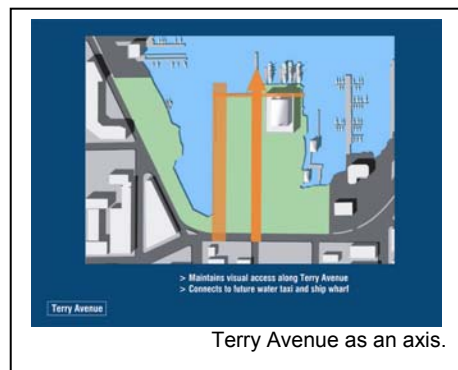 > Maintains visual access along Terry Avenue
> Connects to future water taxi and ship wharf
Terry Avenue
Terry Avenue as an axis.